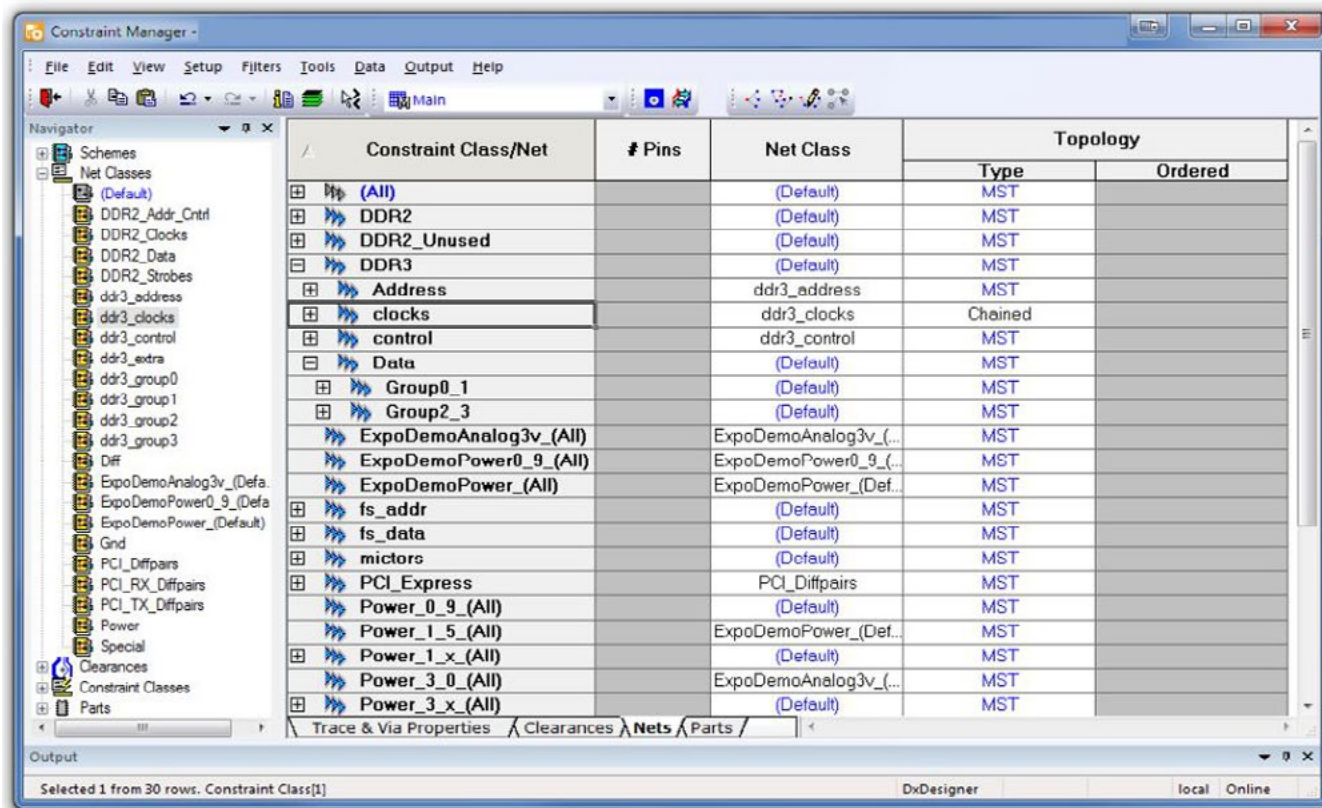 Constraint Manager -
File Edit View Setup Filters Tools Data Output Help
Main
Navigator
Schemes
Net Classes
(Default)
DDR2_Addr_Cntrl
DDR2_Clocks
DDR2_Data
DDR2_Strobes
ddr3_address
ddr3_clocks
ddr3_control
ddr3_extra
ddr3_group0
ddr3_group1
ddr3_group2
ddr3_group3
Diff
ExpoDemoAnalog3v_(Defa.
ExpoDemoPower0_9_(Defa
ExpoDemoPower_(Default)
Gnd
PCI_Diffpairs
PCI_RX_Diffpairs
PCI_TX_Diffpairs
Power
Special
Clearances
Constraint Classes
Parts
Constraint Class/Net # Pins Net Class Topology
Type Ordered
(All) (Default) MST
DDR2 (Default) MST
DDR2_Unused (Default) MST
DDR3 (Default) MST
Address ddr3_address MST
clocks ddr3_clocks Chained
control ddr3_control MST
Data (Default) MST
Group0_1 (Default) MST
Group2_3 (Default) MST
ExpoDemoAnalog3v_(All) ExpoDemoAnalog3v_(... MST
ExpoDemoPower0_9_(All) ExpoDemoPower0_9_(.. MST
ExpoDemoPower_(All) ExpoDemoPower_(Def... MST
fs_addr (Default) MST
fs_data (Default) MST
mictors (Default) MST
PCI_Express PCI_Diffpairs MST
Power_0_9_(All) (Default) MST
Power_1_5_(All) ExpoDemoPower_(Def... MST
Power_1_x_(All) (Default) MST
Power_3_0_(All) ExpoDemoAnalog3v_(... MST
Power_3_x_(All) (Default) MST
Trace & Via Properties Clearances Nets Parts
Output
Selected 1 from 30 rows. Constraint Class[1] DxDesigner local Online